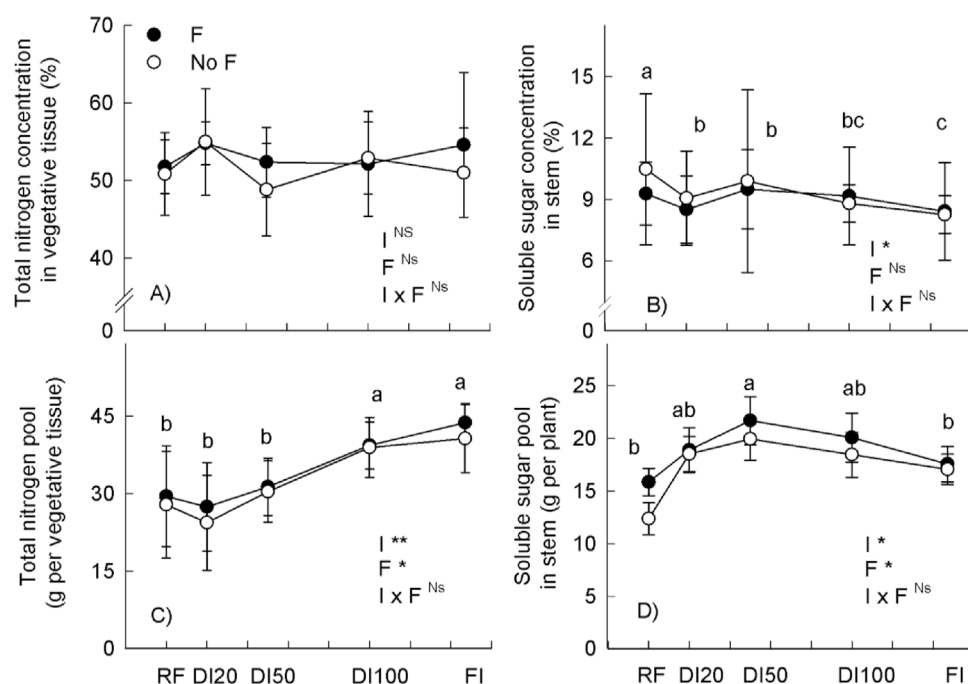 Total nitrogen concentration
in vegetative tissue (%)
70
60
50
40
0
F
No F
I NS
F Ns
I x F Ns
A)
Soluble sugar concentration
in stem (%)
15
12
9
6
0
a
b
b
bc
c
I *
F Ns
I x F Ns
B)
Total nitrogen pool
(g per vegetative tissue)
45
30
15
0
b
b
b
a
a
I **
F *
I x F Ns
C)
RF DI20 DI50 DI100 FI
Soluble sugar pool
in stem (g per plant)
25
20
15
10
5
0
b
ab
a
ab
b
I *
F *
I x F Ns
D)
RF DI20 DI50 DI100 FI